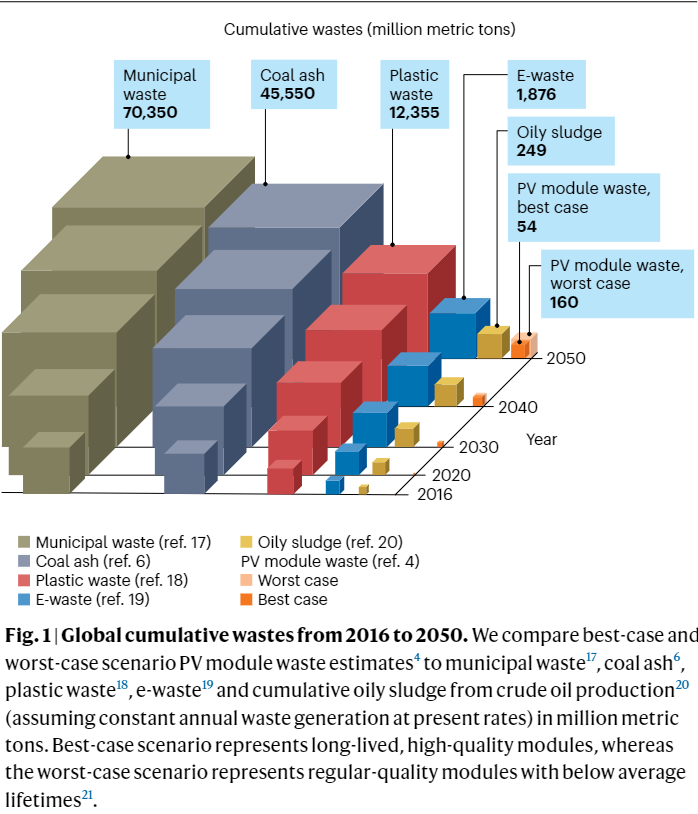 Cumulative wastes (million metric tons)
Municipal
waste
70,350
Coal ash
45,550
Plastic
waste
12,355
E-waste
1,876
Oily sludge
249
PV module waste,
best case
54
PV module waste,
worst case
160
2050
2040
2030
Year
2020
2016
Municipal waste (ref. 17)
Coal ash (ref. 6)
Plastic waste (ref. 18)
E-waste (ref. 19)
Oily sludge (ref. 20)
PV module waste (ref. 4)
Worst case
Best case
Fig. 1 | Global cumulative wastes from 2016 to 2050. We compare best-case and
worst-case scenario PV module waste estimates⁴ to municipal waste¹⁷, coal ash⁶,
plastic waste¹⁸, e-waste¹⁹ and cumulative oily sludge from crude oil production²⁰
(assuming constant annual waste generation at present rates) in million metric
tons. Best-case scenario represents long-lived, high-quality modules, whereas
the worst-case scenario represents regular-quality modules with below average
lifetimes²¹.